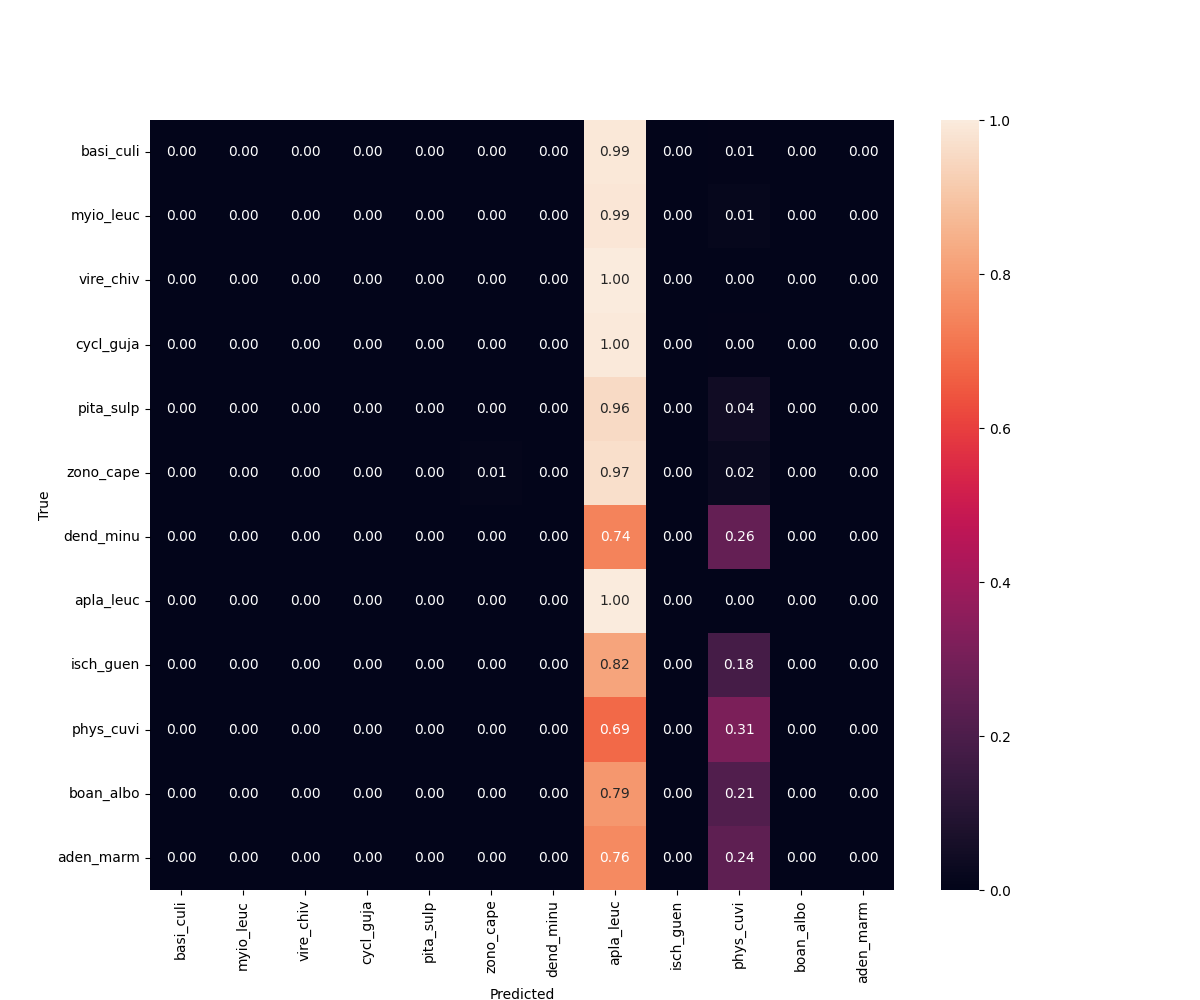 basi_culi 0.00 0.00 0.00 0.00 0.00 0.00 0.00 0.99 0.00 0.01 0.00 0.00 1.0
myio_leuc 0.00 0.00 0.00 0.00 0.00 0.00 0.00 0.99 0.00 0.01 0.00 0.00
vire_chiv 0.00 0.00 0.00 0.00 0.00 0.00 0.00 1.00 0.00 0.00 0.00 0.00 0.8
cycl_guja 0.00 0.00 0.00 0.00 0.00 0.00 0.00 1.00 0.00 0.00 0.00 0.00
pita_sulp 0.00 0.00 0.00 0.00 0.00 0.00 0.00 0.96 0.00 0.04 0.00 0.00 0.6
zono_cape 0.00 0.00 0.00 0.00 0.00 0.01 0.00 0.97 0.00 0.02 0.00 0.00
True
dend_minu 0.00 0.00 0.00 0.00 0.00 0.00 0.00 0.74 0.00 0.26 0.00 0.00 0.4
apla_leuc 0.00 0.00 0.00 0.00 0.00 0.00 0.00 1.00 0.00 0.00 0.00 0.00
isch_guen 0.00 0.00 0.00 0.00 0.00 0.00 0.00 0.82 0.00 0.18 0.00 0.00
phys_cuvi 0.00 0.00 0.00 0.00 0.00 0.00 0.00 0.69 0.00 0.31 0.00 0.00 0.2
boan_albo 0.00 0.00 0.00 0.00 0.00 0.00 0.00 0.79 0.00 0.21 0.00 0.00
aden_marm 0.00 0.00 0.00 0.00 0.00 0.00 0.00 0.76 0.00 0.24 0.00 0.00 0.0
basi_culi myio_leuc vire_chiv cycl_guja pita_sulp zono_cape dend_minu apla_leuc isch_guen phys_cuvi boan_albo aden_marm
Predicted